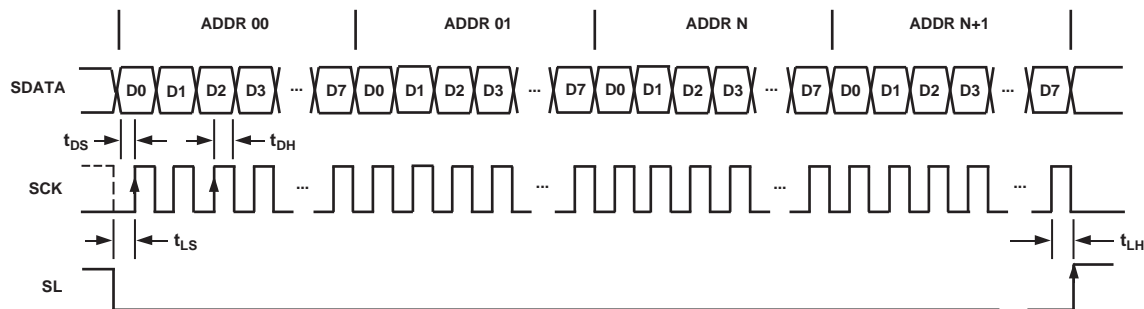 ADDR 00 ADDR 01 ADDR N ADDR N+1
SDATA D0 D1 D2 D3 ... D7 D0 D1 D2 D3 ... D7 D0 D1 D2 D3 ... D7 D0 D1 D2 D3 ... D7
tDS tDH
SCK ... ... ... ...
tLS tLH
SL